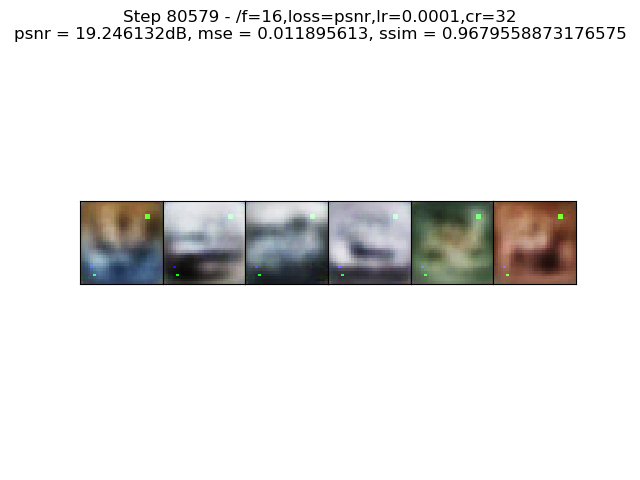 Step 80579 - /f=16,loss=psnr,lr=0.0001,cr=32
psnr = 19.246132dB, mse = 0.011895613, ssim = 0.9679558873176575